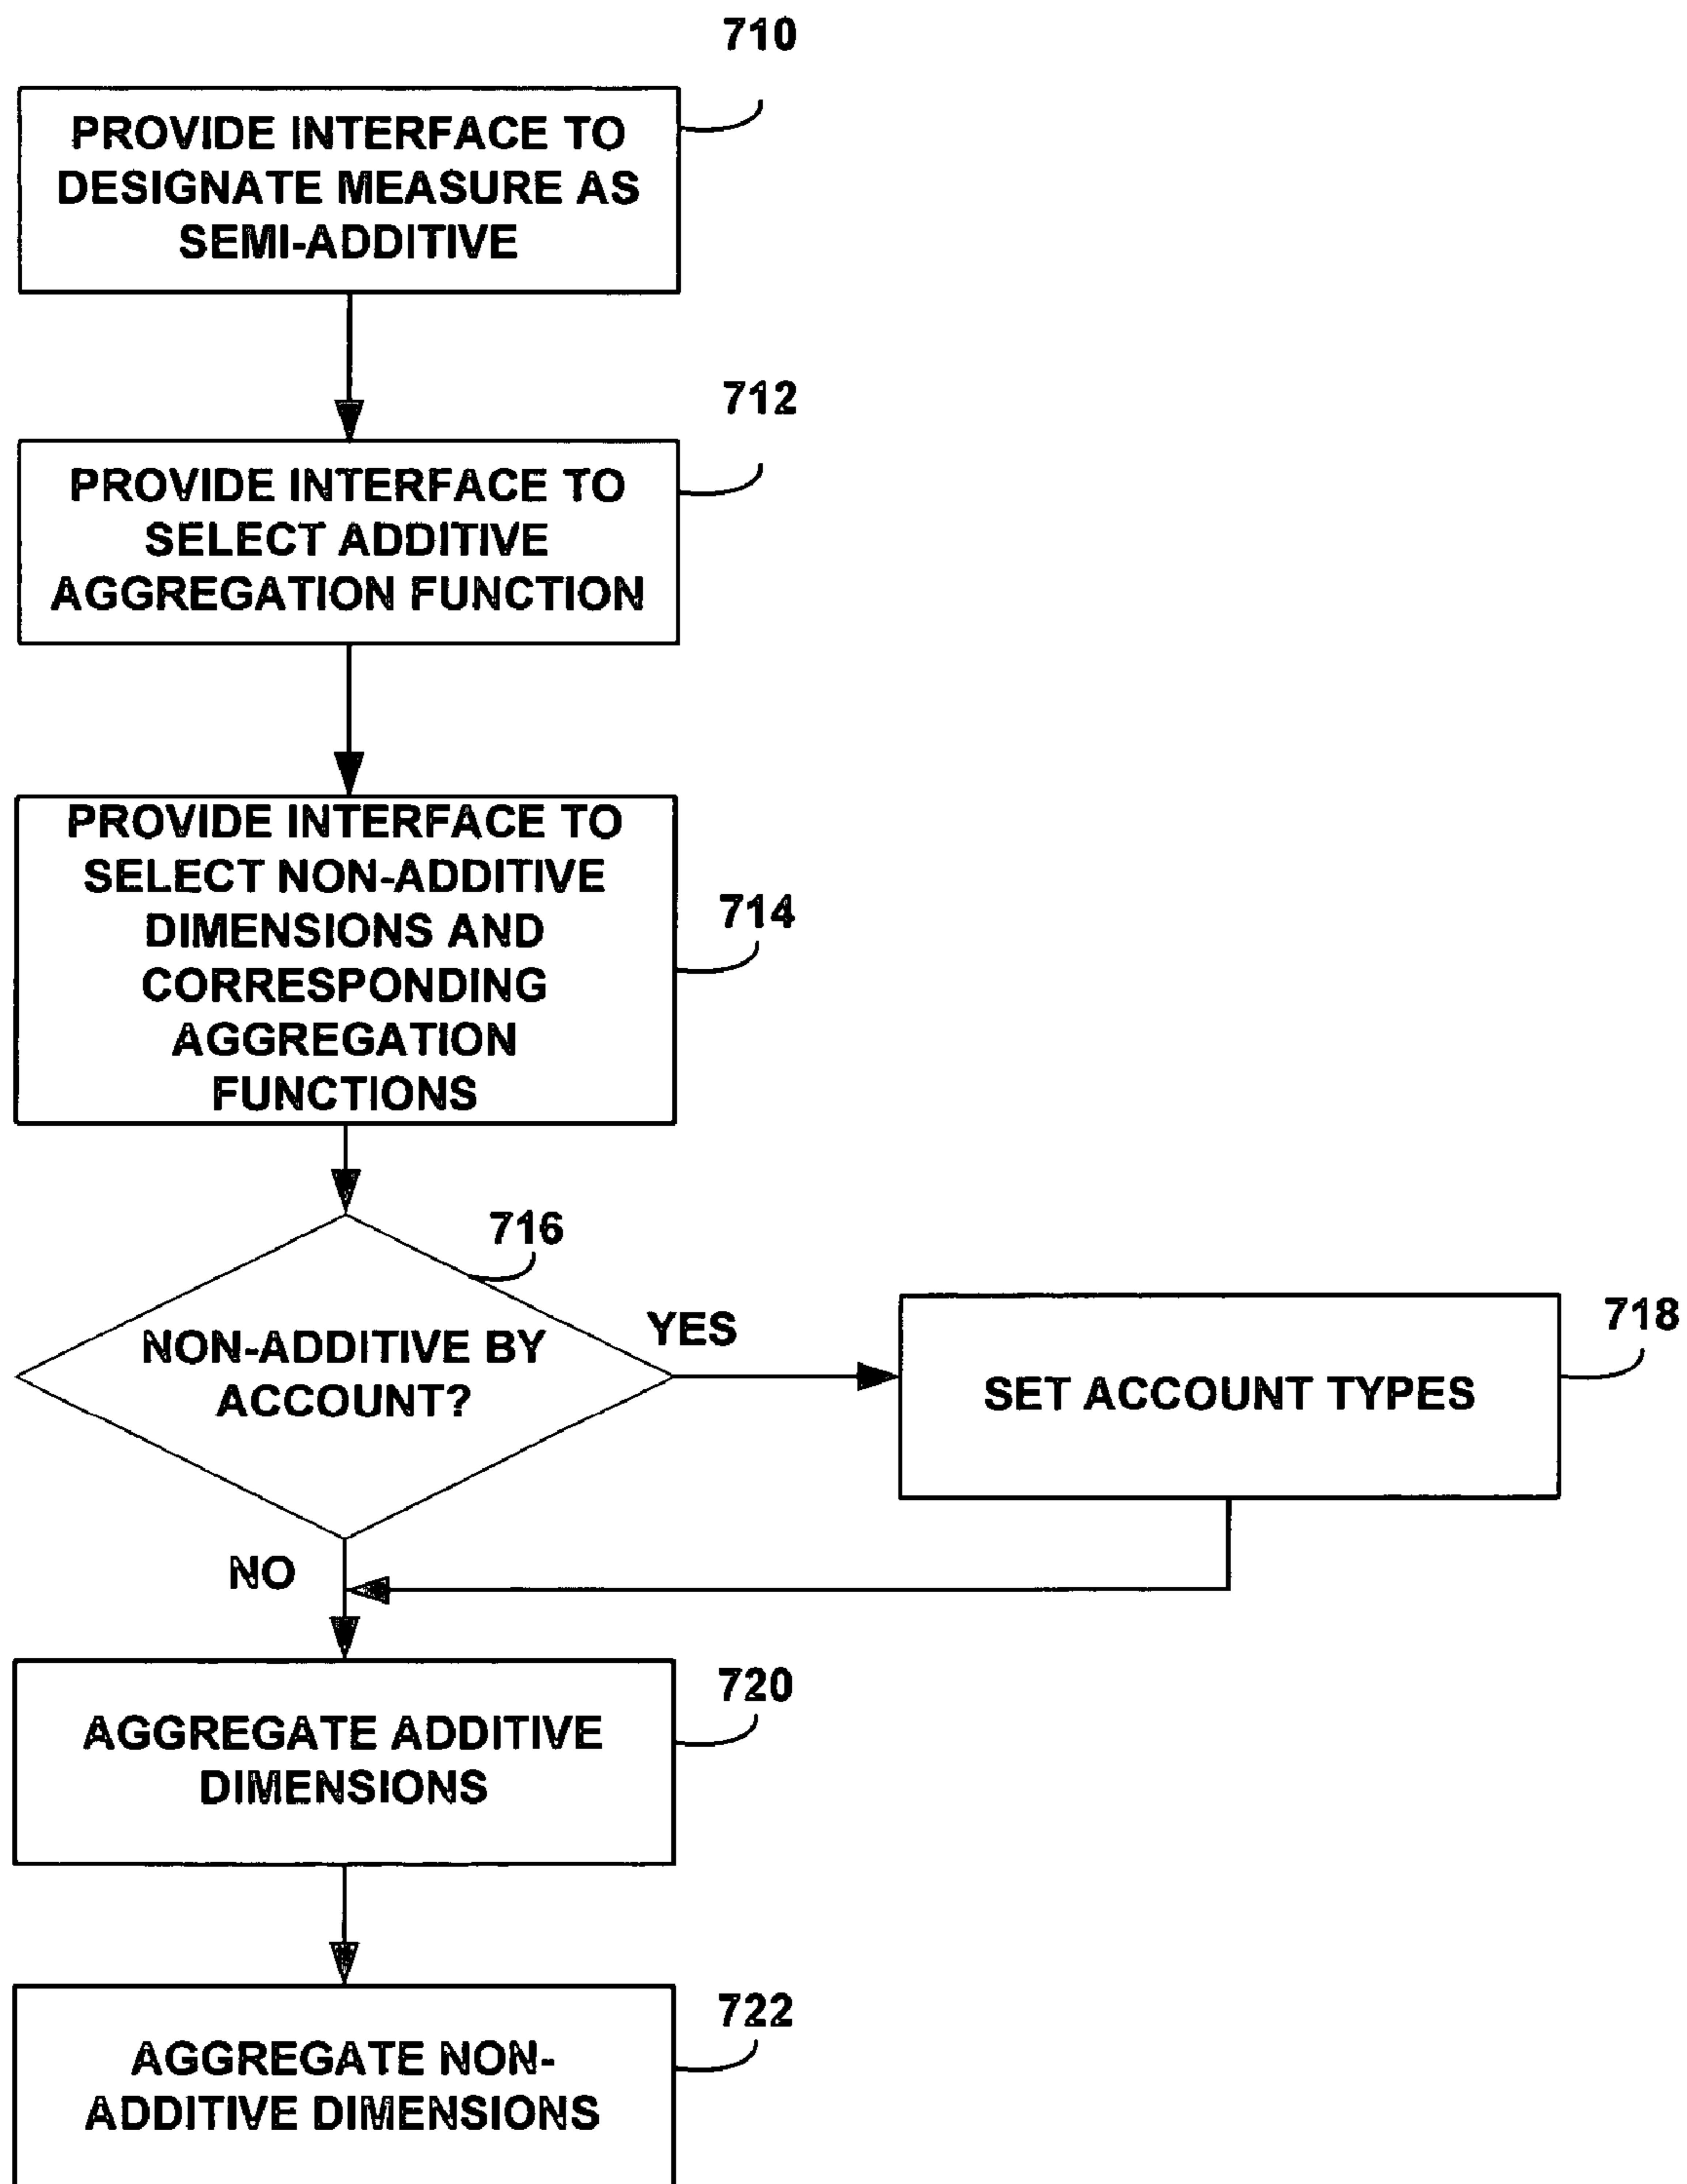 710
PROVIDE INTERFACE TO
DESIGNATE MEASURE AS
SEMI-ADDITIVE
712
PROVIDE INTERFACE TO
SELECT ADDITIVE
AGGREGATION FUNCTION
PROVIDE INTERFACE TO
SELECT NON-ADDITIVE
DIMENSIONS AND
CORRESPONDING
AGGREGATION
FUNCTIONS
714
716
NON-ADDITIVE BY
ACCOUNT?
YES
718
SET ACCOUNT TYPES
NO
720
AGGREGATE ADDITIVE
DIMENSIONS
722
AGGREGATE NON-
ADDITIVE DIMENSIONS